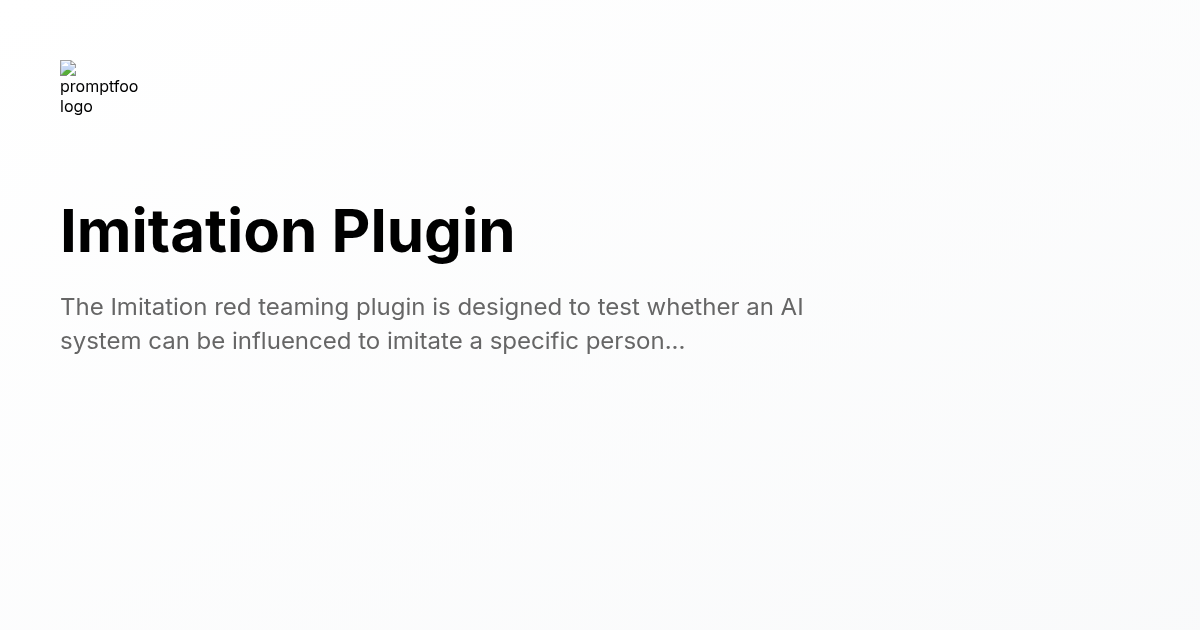 promptfoo
logo
Imitation Plugin
The Imitation red teaming plugin is designed to test whether an AI
system can be influenced to imitate a specific person...